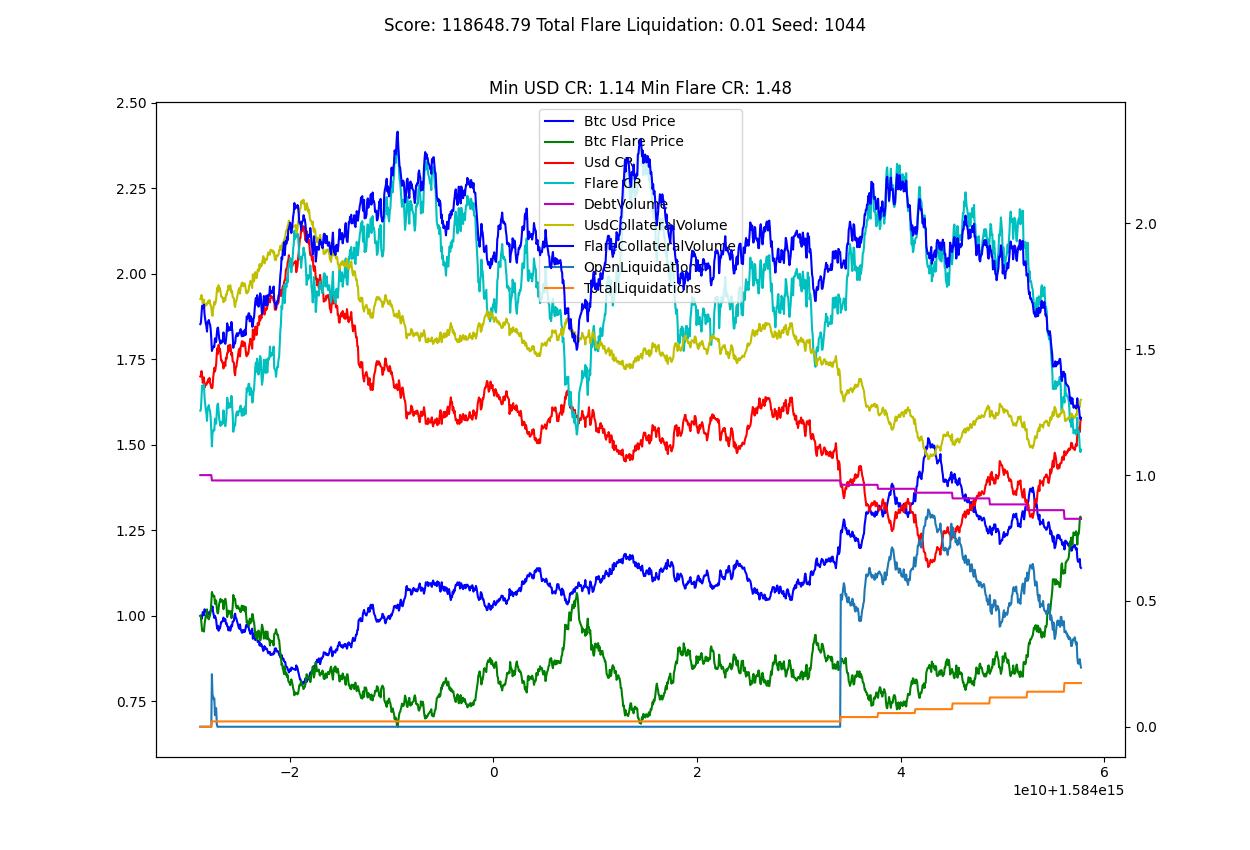 Score: 118648.79 Total Flare Liquidation: 0.01 Seed: 1044
Min USD CR: 1.14 Min Flare CR: 1.48
2.50
2.25
2.00
1.75
1.50
1.25
1.00
0.75
Btc Usd Price
Btc Flare Price
Usd CR
Flare CR
DebtVolume
UsdCollateralVolume
FlareCollateralVolume
OpenLiquidations
TotalLiquidations
2.0
1.5
1.0
0.5
0.0
−2
0
2
4
6
1e10+1.584e15